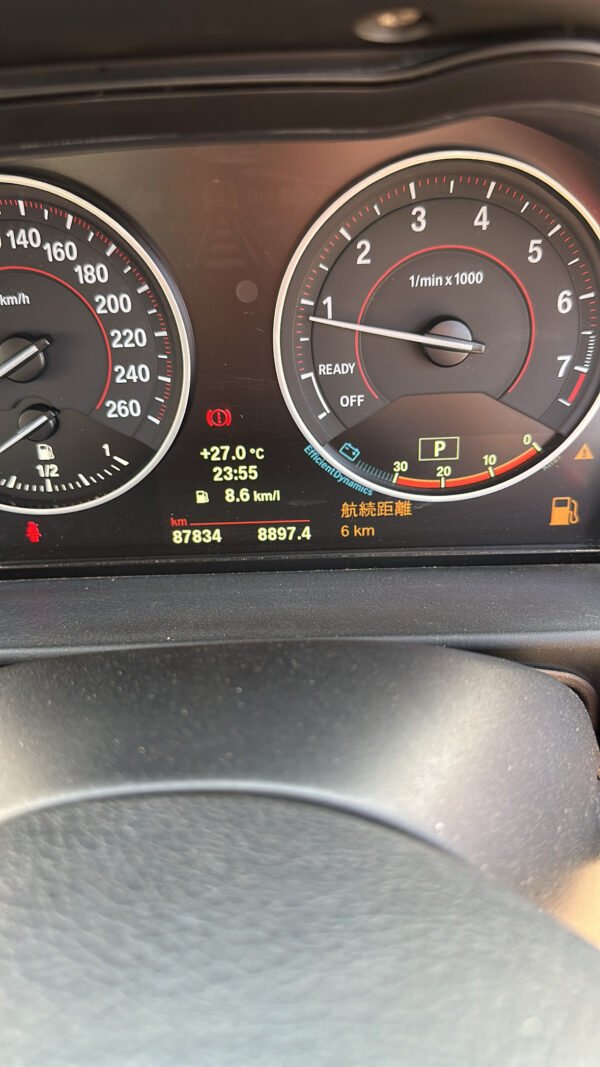 140
160
180
200
220
240
260
km/h
1/2
1
+27.0 °C
23:55
8.6 km/l
km
87834 8897.4
1
2
3
4
5
6
7
1/min x 1000
READY
OFF
P
30
20
10
0
EfficientDynamics
航続距離
6 km